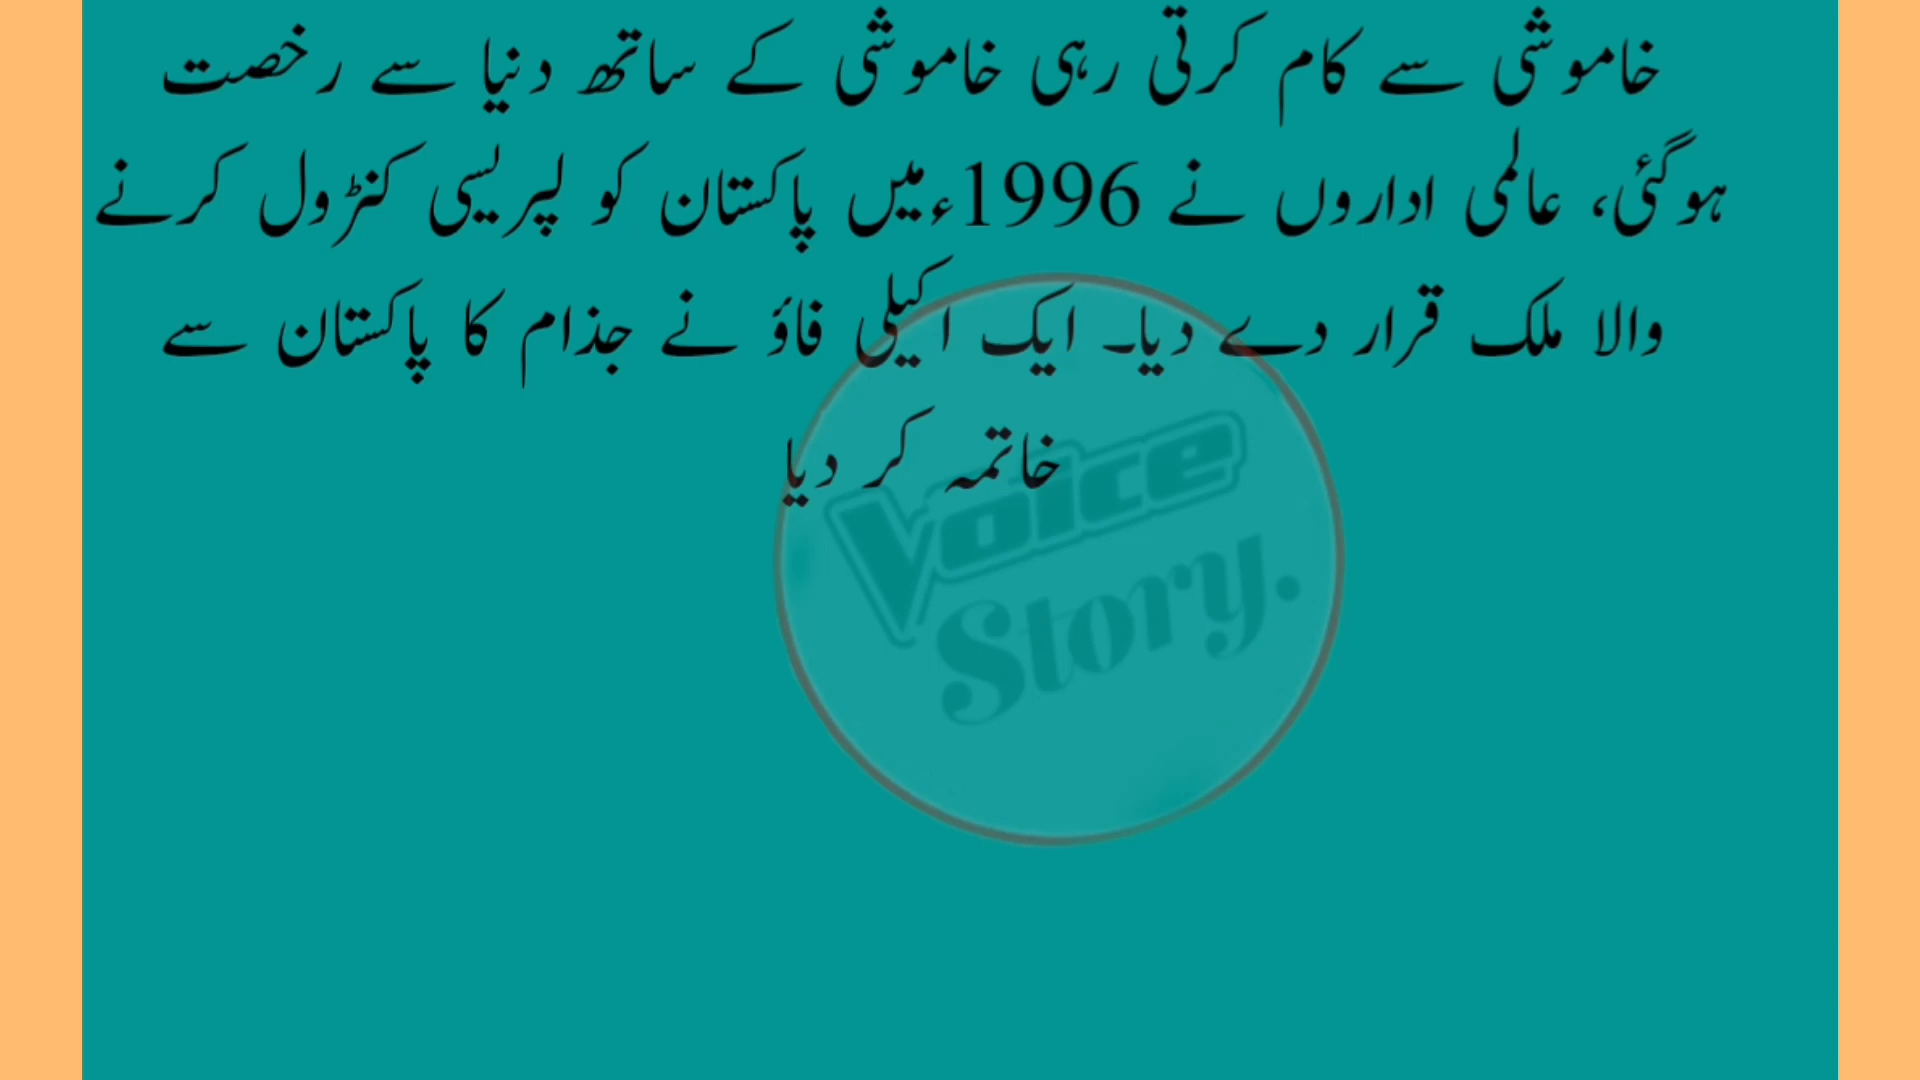 خاموشی سے کام کرتی رہی خاموشی کے ساتھ دنیا سے رخصت
ہوگئی، عالمی اداروں نے 1996ءمیں پاکستان کو لپریسی کنٹرول کرنے
والا ملک قرار دے دیا۔ ایک اکیلی فاؤ نے جذام کا پاکستان سے
خاتمہ کر دیا
Voice
Story.